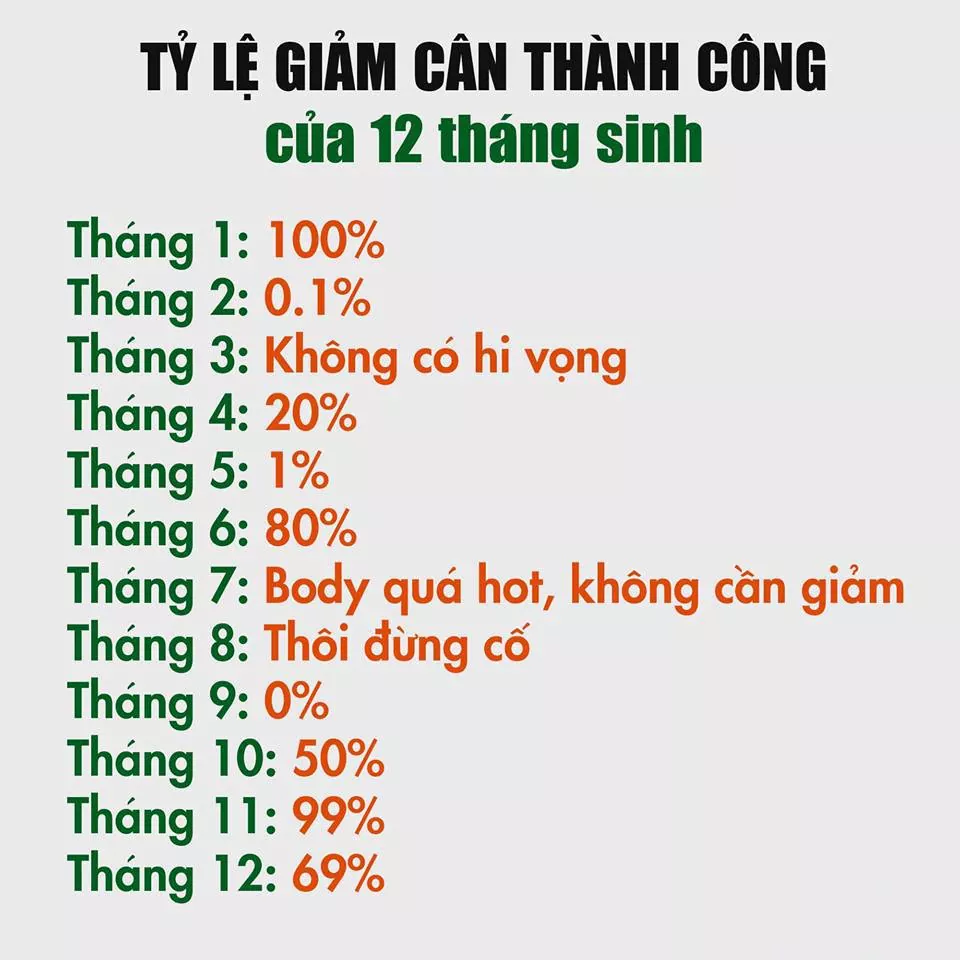 TỶ LỆ GIẢM CÂN THÀNH CÔNG
của 12 tháng sinh
Tháng 1: 100%
Tháng 2: 0.1%
Tháng 3: Không có hi vọng
Tháng 4: 20%
Tháng 5: 1%
Tháng 6: 80%
Tháng 7: Body quá hot, không cần giảm
Tháng 8: Thôi đừng cố
Tháng 9: 0%
Tháng 10: 50%
Tháng 11: 99%
Tháng 12: 69%